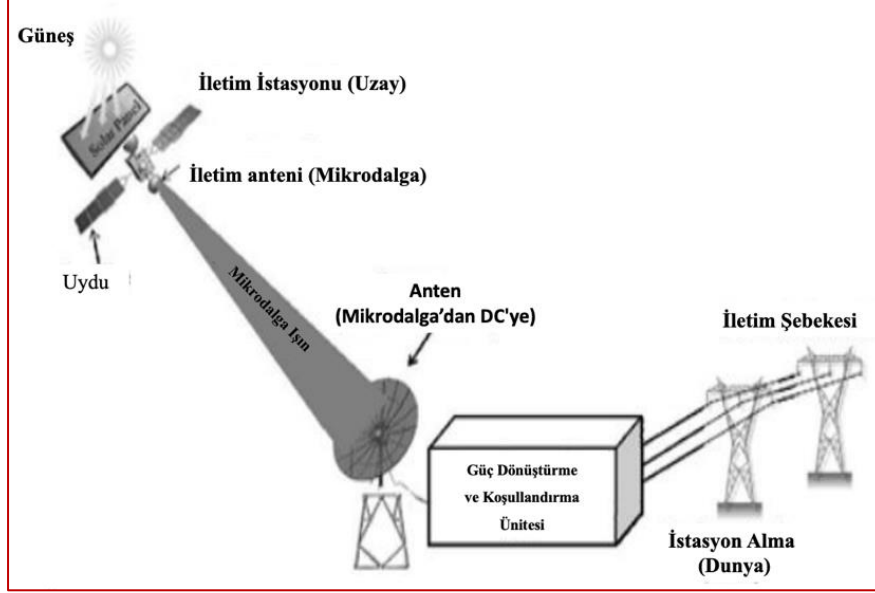 Güneş
İletim İstasyonu (Uzay)
Solar Panel
İletim anteni (Mikrodalga)
Uydu
Mikrodalga Işın
Anten
(Mikrodalga’dan DC'ye)
İletim Şebekesi
Güç Dönüştürme
ve Koşullandırma
Ünitesi
İstasyon Alma
(Dunya)